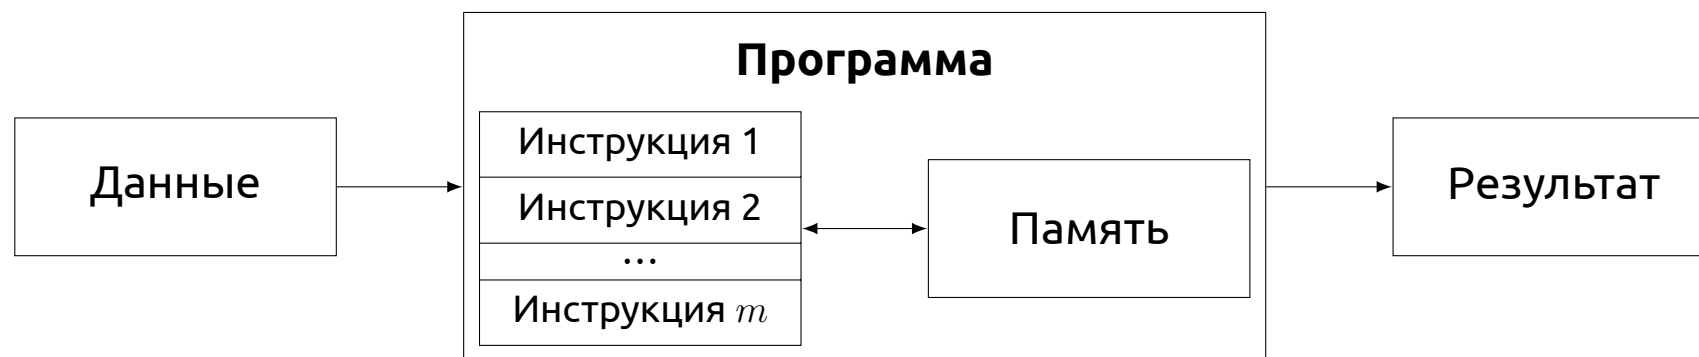 Программа
Данные
Инструкция 1
Инструкция 2
...
Инструкция m
Память
Результат